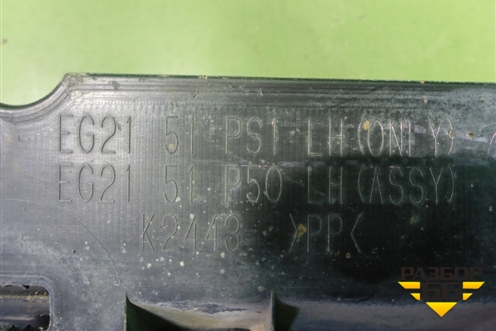 EG21 51 PS1 LH(ONLY)
EG21 51 P50 LH(ASSY)
K2443 >PP<
РАЗБОР